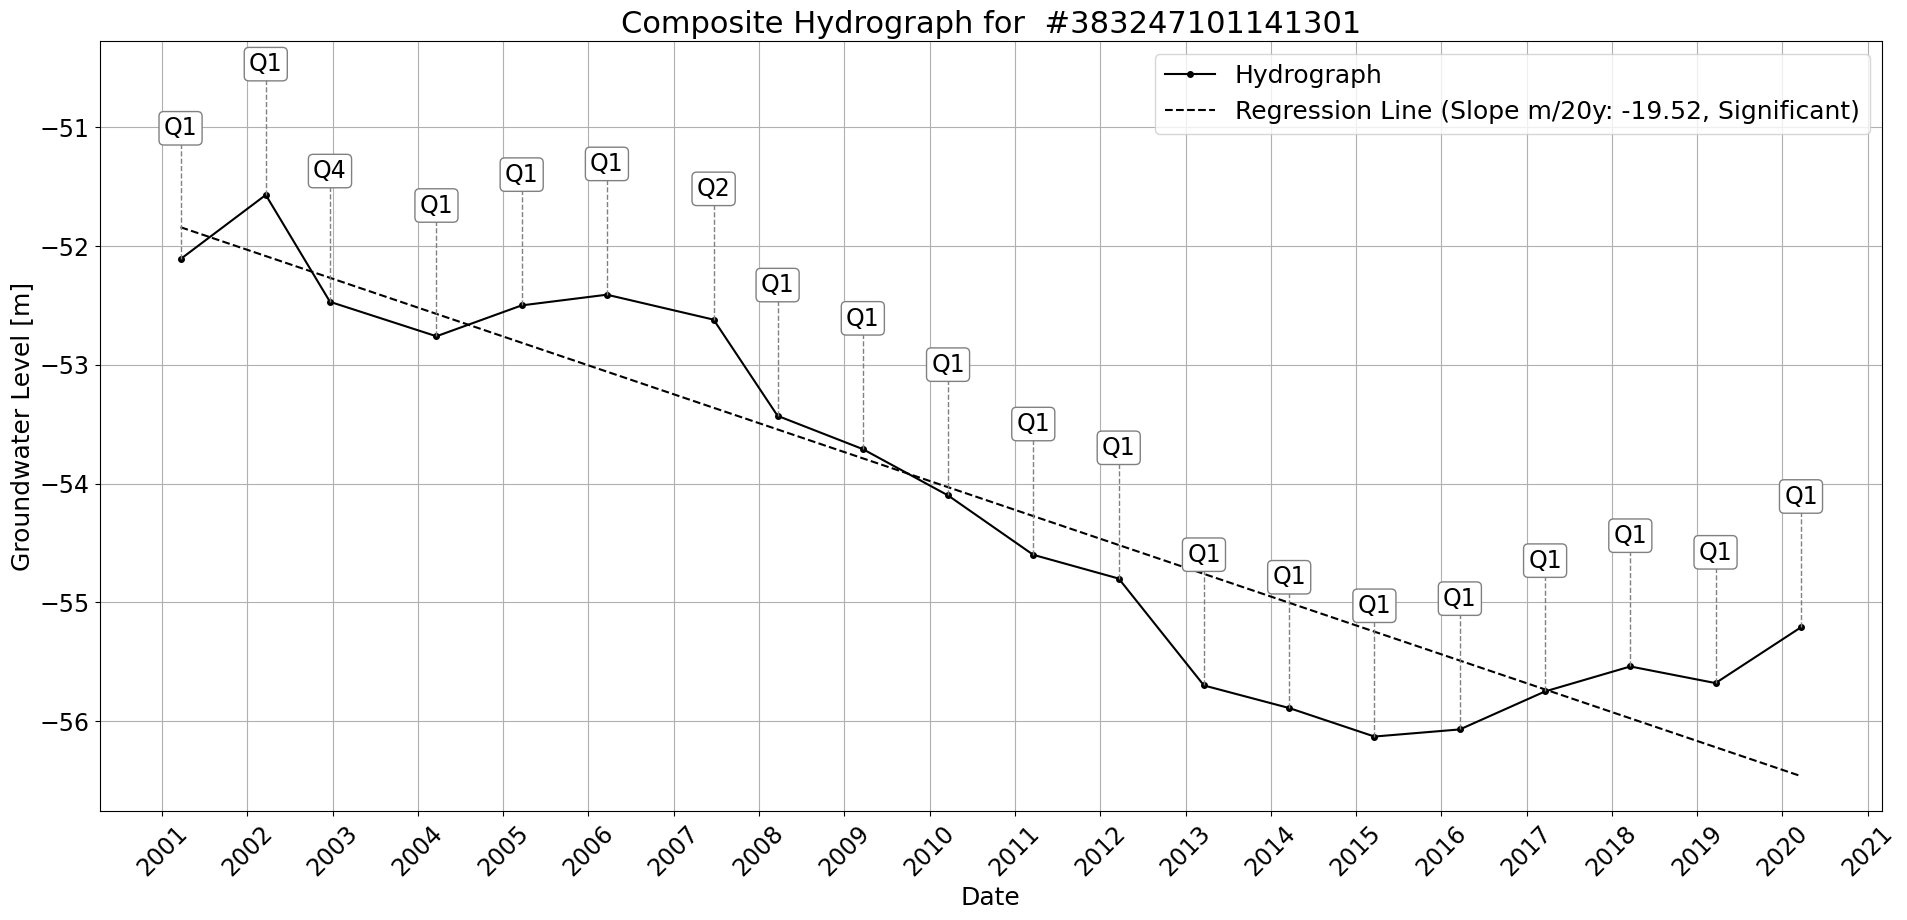 Composite Hydrograph for  #383247101141301
Hydrograph
Regression Line (Slope m/20y: -19.52, Significant)
Groundwater Level [m]
−51
−52
−53
−54
−55
−56
Q1
Q1
Q4
Q1
Q1
Q1
Q2
Q1
Q1
Q1
Q1
Q1
Q1
Q1
Q1
Q1
Q1
Q1
Q1
Q1
2001
2002
2003
2004
2005
2006
2007
2008
2009
2010
2011
2012
2013
2014
2015
2016
2017
2018
2019
2020
2021
Date